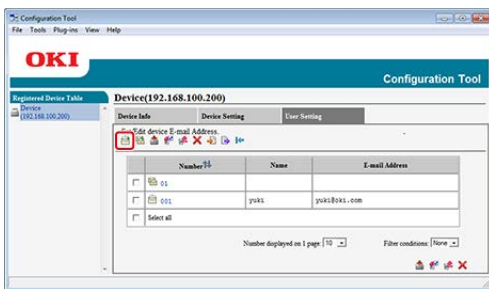 Configuration Tool
File Tools Plug-ins View Help
OKI
Configuration Tool
Registered Device Table
Device
(192.168.100.200)
Device(192.168.100.200)
Device Info Device Setting User Setting
Set/Edit device E-mail Address.
Number Name E-mail Address
01
001 yuki yuki@oki.com
Select all
Number displayed on 1 page: 10 Filter conditions: None